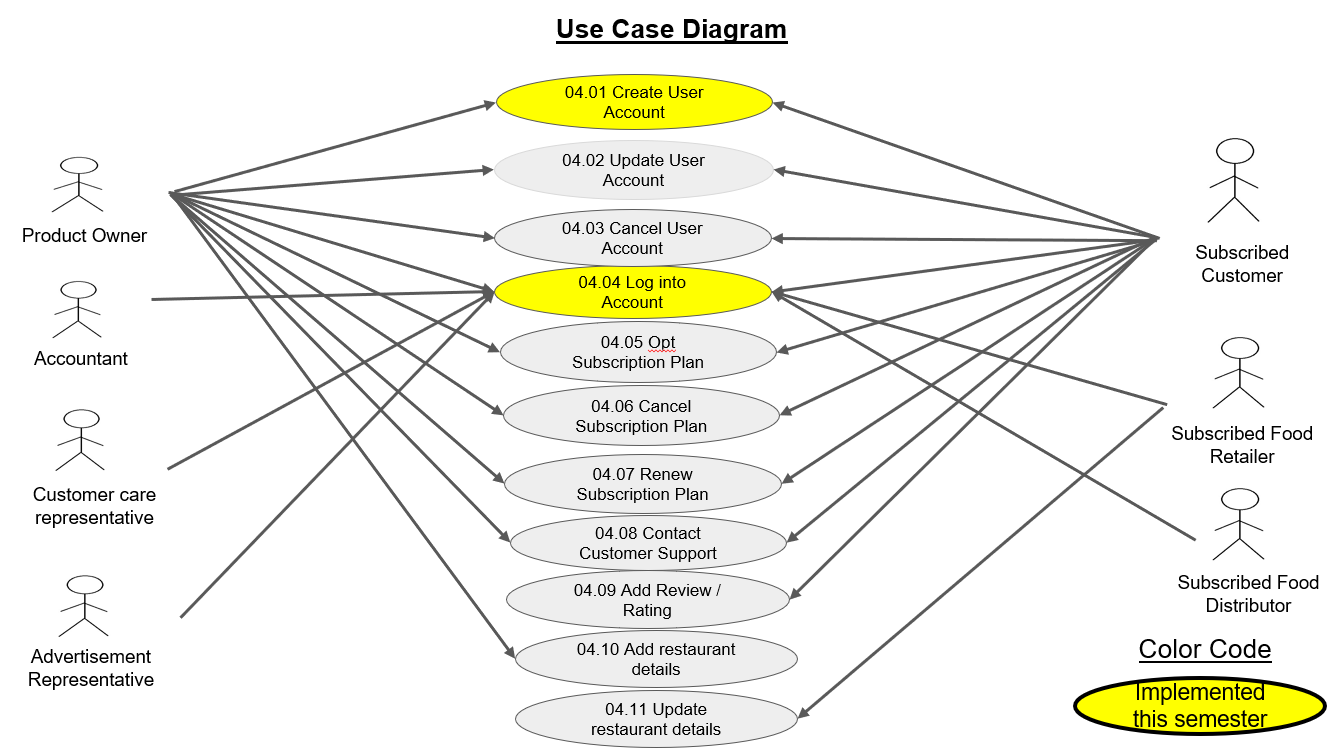 Use Case Diagram
04.01 Create User
Account
04.02 Update User
Account
04.03 Cancel User
Account
04.04 Log into
Account
04.05 Opt
Subscription Plan
04.06 Cancel
Subscription Plan
04.07 Renew
Subscription Plan
04.08 Contact
Customer Support
04.09 Add Review /
Rating
04.10 Add restaurant
details
04.11 Update
restaurant details
Product Owner
Accountant
Customer care
representative
Advertisement
Representative
Subscribed
Customer
Subscribed Food
Retailer
Subscribed Food
Distributor
Color Code
Implemented
this semester